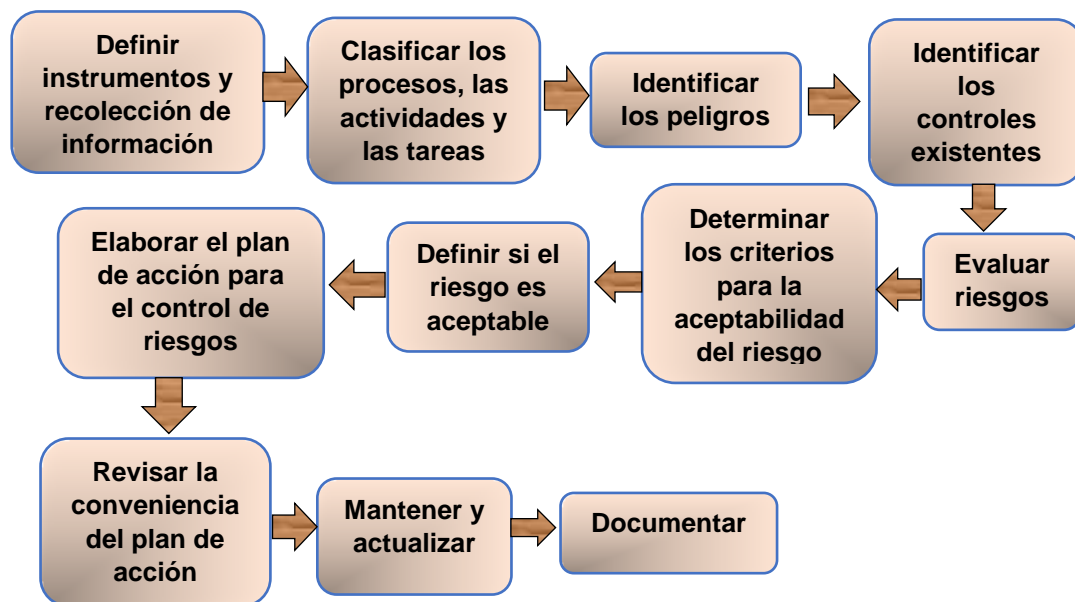 Definir
instrumentos y
recolección de
información
Clasificar los
procesos, las
actividades y
las tareas
Identificar
los peligros
Identificar
los
controles
existentes
Evaluar
riesgos
Determinar
los criterios
para la
aceptabilidad
del riesgo
Definir si el
riesgo es
aceptable
Elaborar el plan
de acción para
el control de
riesgos
Revisar la
conveniencia
del plan de
acción
Mantener y
actualizar
Documentar